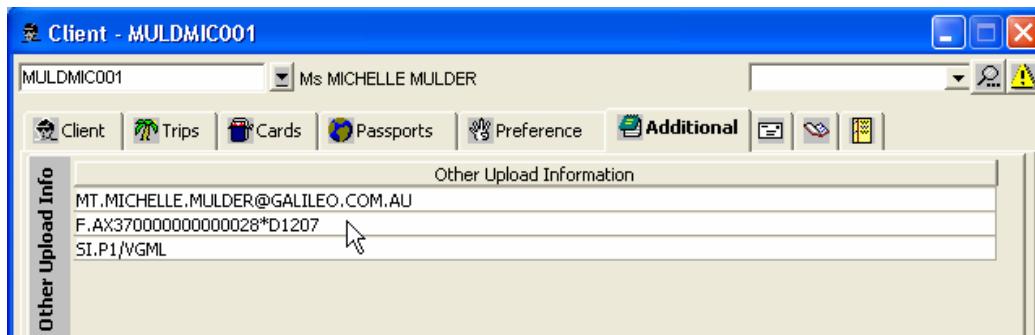 Client - MULDMIC001
MULDMIC001 Ms MICHELLE MULDER
Client Trips Cards Passports Preference Additional
Other Upload Info
Other Upload Information
MT.MICHELLE.MULDER@GALILEO.COM.AU
F.AX370000000000028*D1207
SI.P1/VGML